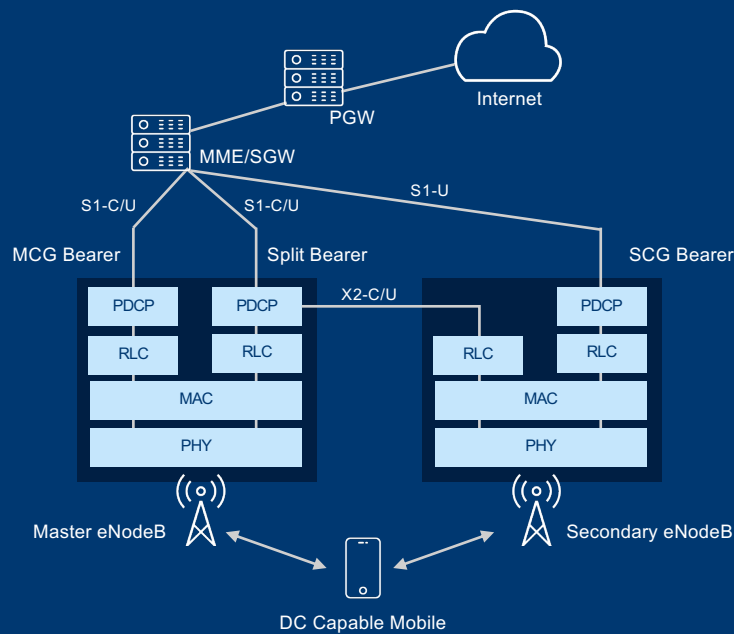 Internet
PGW
MME/SGW
S1-C/U
S1-C/U
S1-U
MCG Bearer
Split Bearer
SCG Bearer
PDCP
PDCP
X2-C/U
PDCP
RLC
RLC
RLC
RLC
MAC
MAC
PHY
PHY
Master eNodeB
Secondary eNodeB
DC Capable Mobile